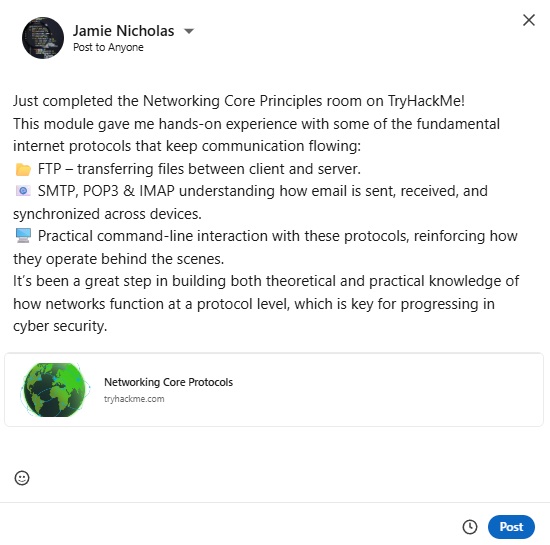 Jamie Nicholas
Post to Anyone
Just completed the Networking Core Principles room on TryHackMe!
This module gave me hands-on experience with some of the fundamental
internet protocols that keep communication flowing:
📁 FTP – transferring files between client and server.
📧 SMTP, POP3 & IMAP understanding how email is sent, received, and
synchronized across devices.
🖥️ Practical command-line interaction with these protocols, reinforcing how
they operate behind the scenes.
It’s been a great step in building both theoretical and practical knowledge of
how networks function at a protocol level, which is key for progressing in
cyber security.
Networking Core Protocols
tryhackme.com
Post